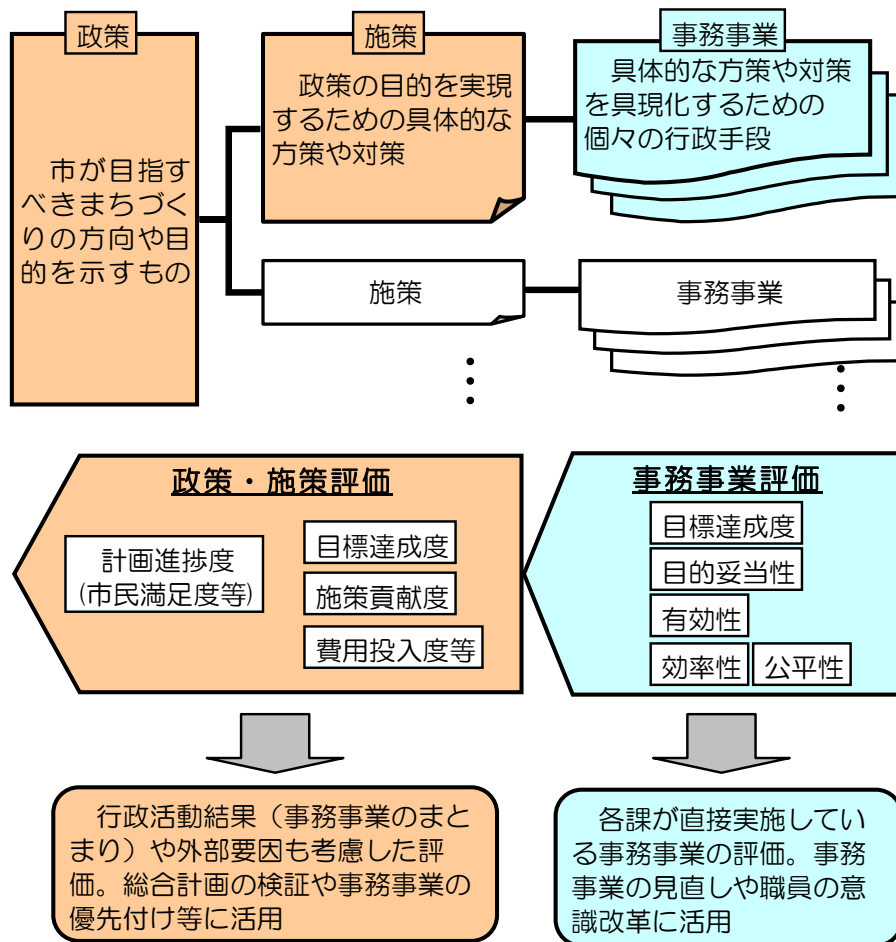 政策
市が目指す
べきまちづく
りの方向や目
的を示すもの
施策
政策の目的を実現
するための具体的な
方策や対策
事務事業
具体的な方策や対策
を具現化するための
個々の行政手段
施策
事務事業
政策・施策評価
計画進捗度
(市民満足度等)
目標達成度
施策貢献度
費用投入度等
事務事業評価
目標達成度
目的妥当性
有効性
効率性
公平性
行政活動結果（事務事業のまと
まり）や外部要因も考慮した評
価。総合計画の検証や事務事業の
優先付け等に活用
各課が直接実施してい
る事務事業の評価。事務
事業の見直しや職員の意
識改革に活用